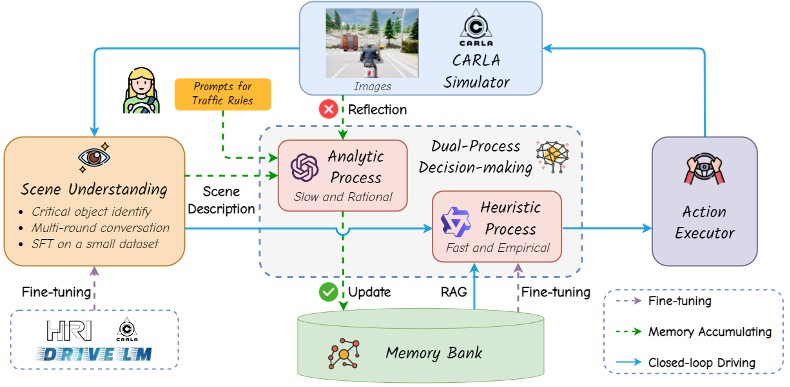 CARLA
CARLA
Simulator
Images
Prompts for
Traffic Rules
Reflection
Dual-Process
Decision-making
Analytic
Process
Slow and Rational
Scene Understanding
• Critical object identify
• Multi-round conversation
• SFT on a small dataset
Scene
Description
Heuristic
Process
Fast and Empirical
Action
Executor
Fine-tuning
Update
RAG
Fine-tuning
HRI
CARLA
DRIVE LM
Memory Bank
Fine-tuning
Memory Accumulating
Closed-loop Driving